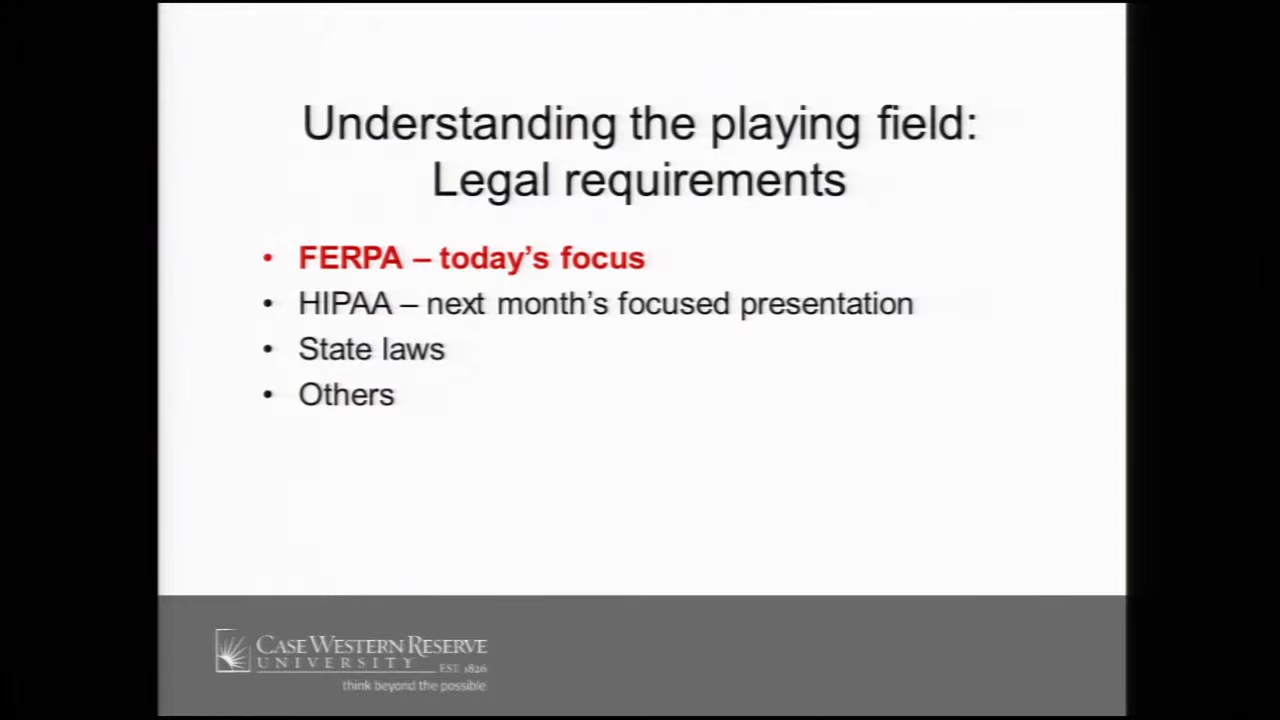 Understanding the playing field:
Legal requirements
• FERPA – today's focus
• HIPAA – next month's focused presentation
• State laws
• Others
CASE WESTERN RESERVE
UNIVERSITY EST. 1826
think beyond the possible